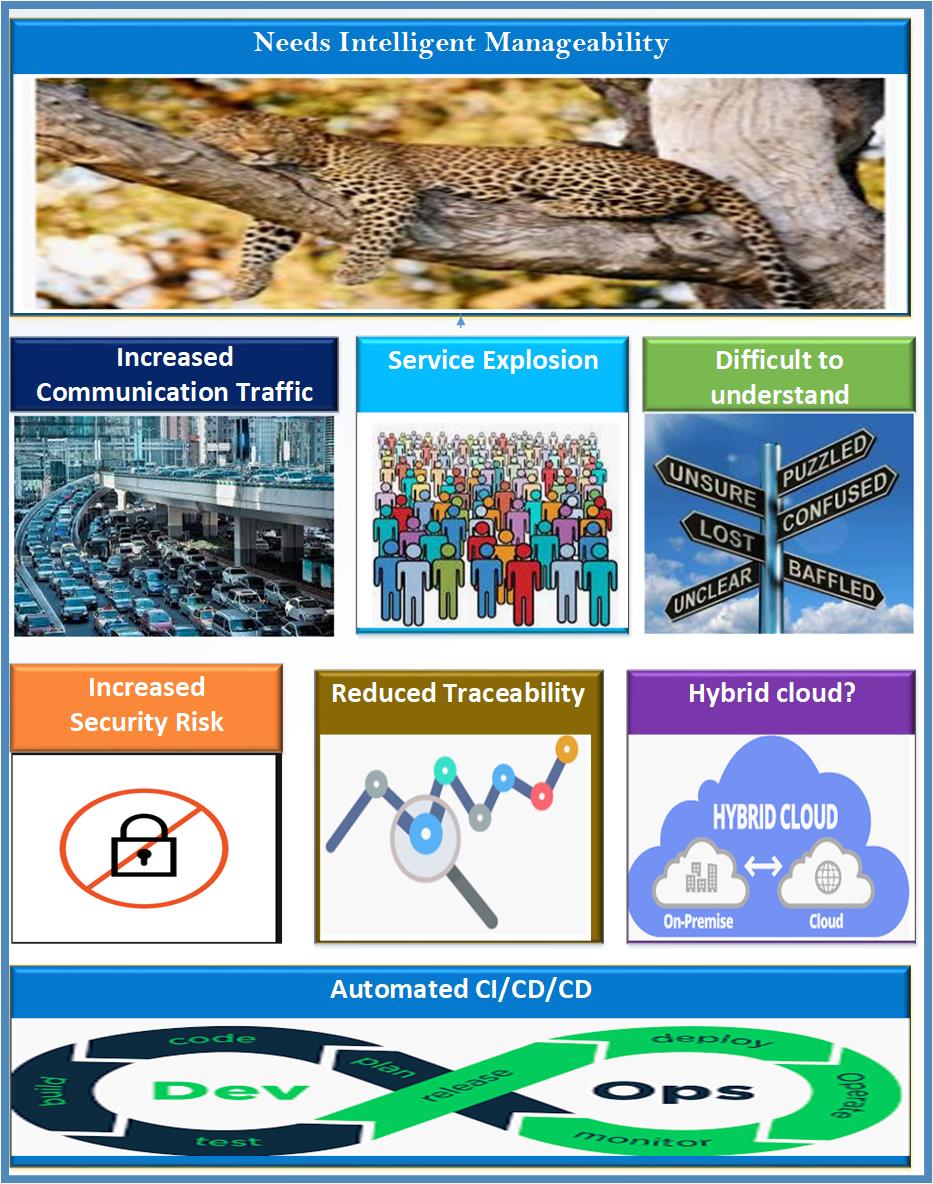 Needs Intelligent Manageability
Increased
Communication Traffic
Service Explosion
Difficult to
understand
UNSURE
PUZZLED
CONFUSED
LOST
UNCLEAR
BAFFLED
Increased
Security Risk
Reduced Traceability
Hybrid cloud?
HYBRID CLOUD
On-Premise
Cloud
Automated CI/CD/CD
code
plan
build
Dev
test
release
deploy
Ops
operate
monitor